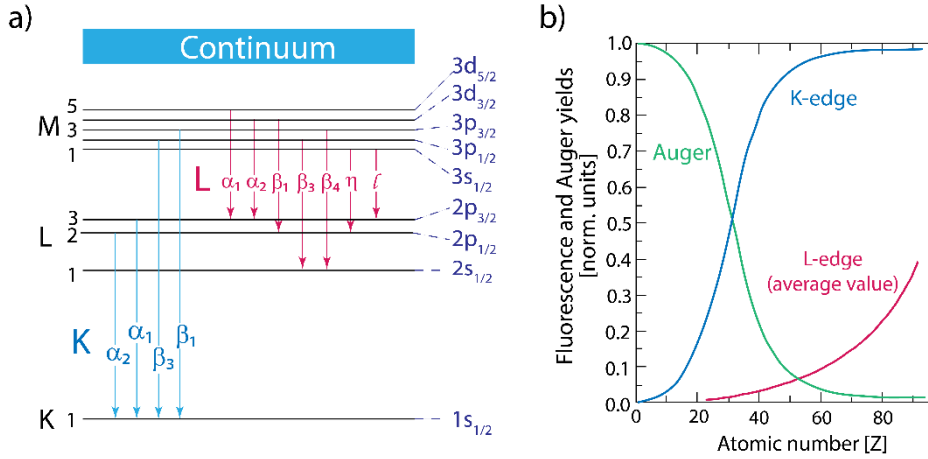 a)
Continuum
5
M 3
1
3d5/2
3d3/2
3p3/2
3p1/2
3s1/2
L α1 α2 β1 β3 β4 η ℓ
3
L 2
1
2p3/2
2p1/2
2s1/2
K α2 α1 β3 β1
K 1
1s1/2
b)
Fluorescence and Auger yields
[norm. units]
1.0
0.9
0.8
0.7
0.6
0.5
0.4
0.3
0.2
0.1
0.0
K-edge
Auger
L-edge
(average value)
0 20 40 60 80
Atomic number [Z]